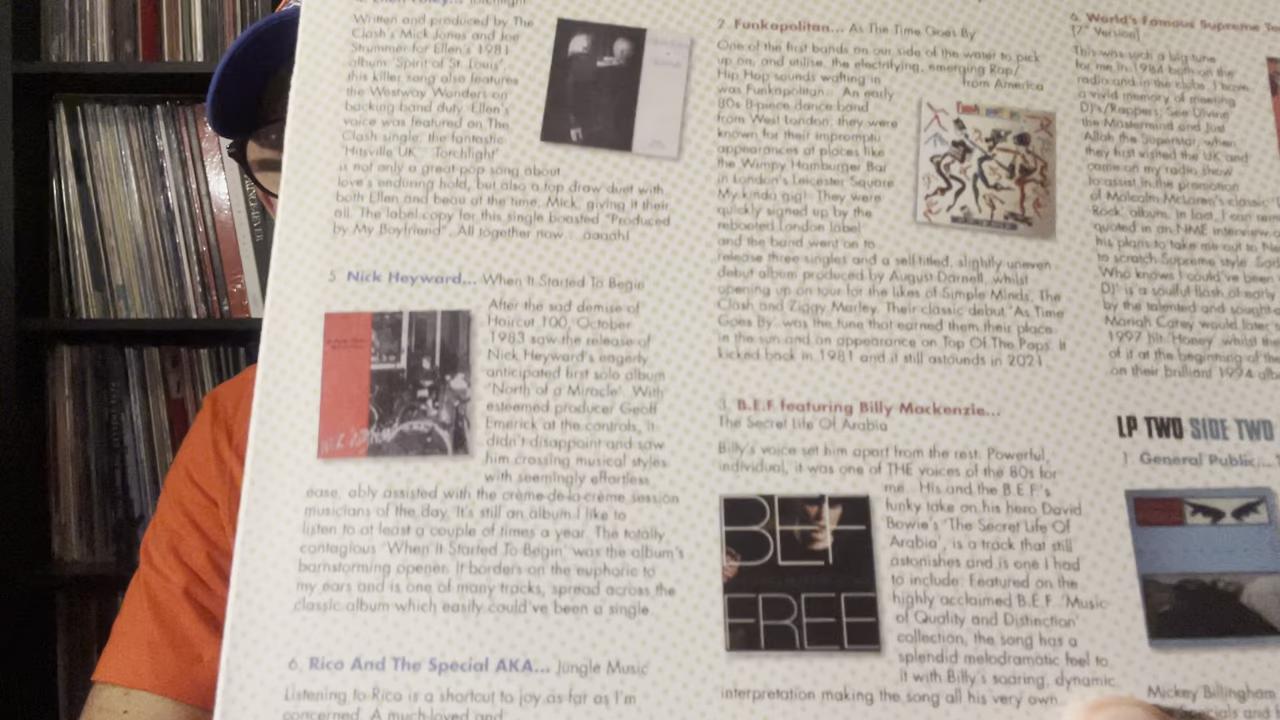 4. Ellen Foley... Torchlight
Written and produced by The
Clash's Mick Jones and Joe
Strummer for Ellen's 1981
album 'Spirit of St. Louis',
this killer song also features
the Westway Wonders on
backing band duty. Ellen's
voice was featured on The
Clash single, the fantastic
'Hitsville UK'. 'Torchlight'
is not only a great pop song about
love's enduring hold, but also a top draw duet with
both Ellen and beau at the time, Mick, giving it their
all. The label copy for this single boasted "Produced
by My Boyfriend". All together now... aaaah!
5. Nick Heyward... When It Started To Begin
After the sad demise of
Haircut 100, October
1983 saw the release of
Nick Heyward's eagerly
anticipated first solo album
'North of a Miracle'. With
esteemed producer Geoff
Emerick at the controls, it
didn't disappoint and saw
him crossing musical styles
with seemingly effortless
ease, ably assisted with the crème-de-la-crème session
musicians of the day. It's still an album I like to
listen to at least a couple of times a year. The totally
contagious 'When It Started To Begin' was the album's
barnstorming opener. It borders on the euphoric to
my ears and is one of many tracks, spread across the
classic album which easily could've been a single.
6. Rico And The Special AKA... Jungle Music
Listening to Rico is a shortcut to joy as far as I'm
concerned. A much-loved and
2. Funkapolitan... As The Time Goes By
One of the first bands on our side of the water to pick
up on, and utilise, the electrifying, emerging Rap/
Hip Hop sounds wafting in from America
was Funkapolitan. An early
80s 8-piece dance band
from West London, they were
known for their impromptu
appearances at places like
the Wimpy Hamburger Bar
in London's Leicester Square.
My kinda gig! They were
quickly signed up by the
rebooted London label
and the band went on to
release three singles and a self-titled, slightly uneven
debut album produced by August Darnell, whilst
opening up on tour for the likes of Simple Minds, The
Clash and Ziggy Marley. Their classic debut 'As Time
Goes By' was the tune that earned them their place
in the sun and an appearance on Top Of The Pops. It
kicked back in 1981 and it still astounds in 2021.
3. B.E.F featuring Billy Mackenzie...
The Secret Life Of Arabia
Billy's voice set him apart from the rest. Powerful,
individual, it was one of THE voices of the 80s for
me. His and the B.E.F.'s
funky take on his hero David
Bowie's 'The Secret Life Of
Arabia', is a track that still
astonishes and is one I had
to include. Featured on the
highly acclaimed B.E.F. 'Music
of Quality and Distinction'
collection, the song has a
splendid melodramatic feel to
it with Billy's soaring, dynamic
interpretation making the song all his very own.
BEF
FREE
6. World's Famous Supreme Te
(7" Version)
This was such a big tune
for me in 1984 both on the
radio and in the clubs. I have
a vivid memory of meeting
DJ's/Rappers, See Divine
the Mastermind and Just
Allah the Superstar, when
they first visited the UK and
came on my radio show
to assist in the promotion
of Malcolm McLaren's classic
Rock' album. In fact, I can rem
quoted in an NME interview
his plans to take me out to Ne
to scratch Supreme style. Sad
Who knows I could've been
DJ' is a soulful flash of early
by the talented and sought
Mariah Carey would later
1997 hit 'Honey' whilst the
of it at the beginning of the
on their brilliant 1994 alb
LP TWO SIDE TWO
1. General Public...
Mickey Billingham
Specials and